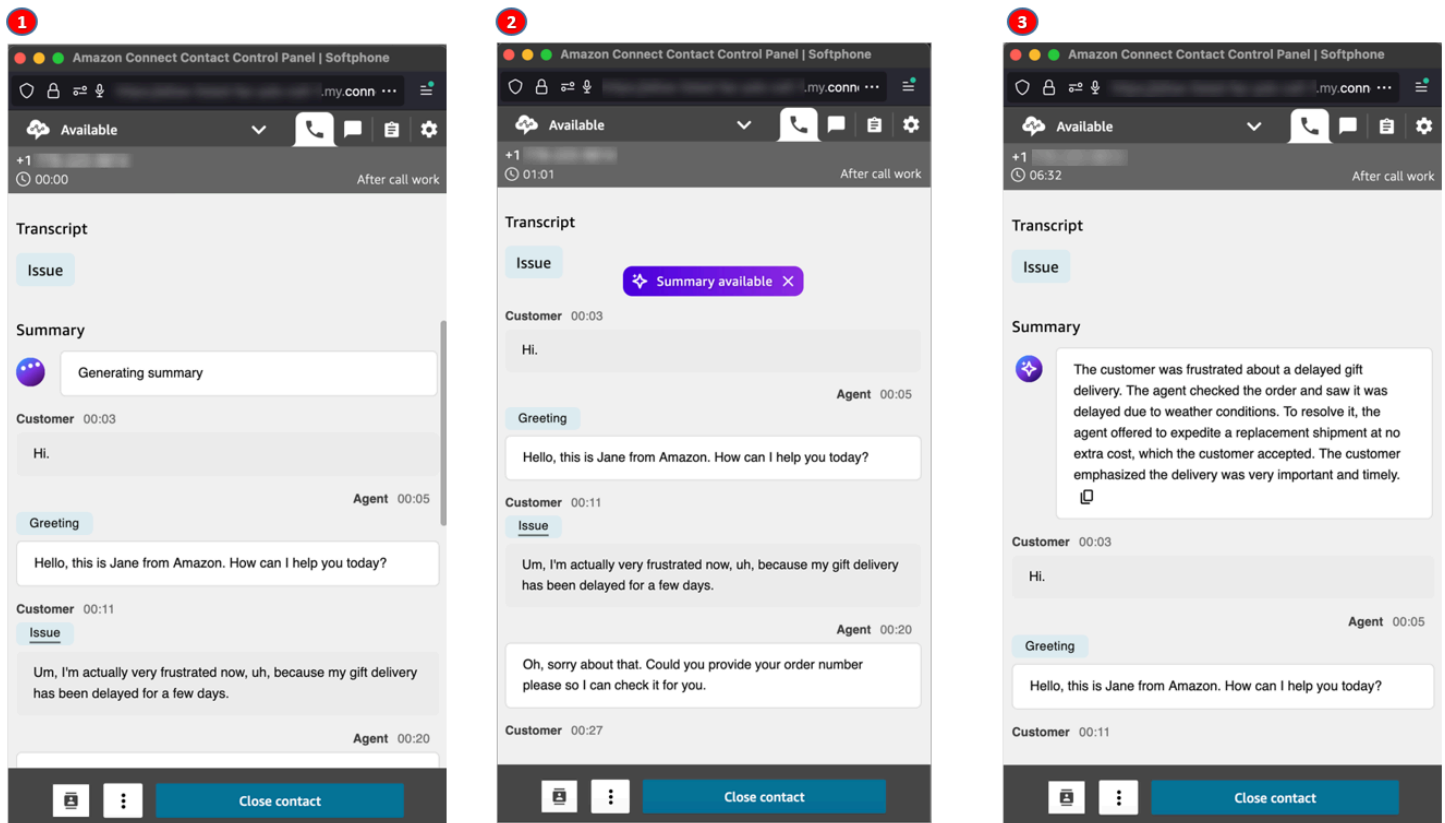 1
Amazon Connect Contact Control Panel | Softphone
.my.conn ···
Available
+1
00:00
After call work
Transcript
Issue
Summary
Generating summary
Customer 00:03
Hi.
Agent 00:05
Greeting
Hello, this is Jane from Amazon. How can I help you today?
Customer 00:11
Issue
Um, I'm actually very frustrated now, uh, because my gift delivery
has been delayed for a few days.
Agent 00:20
Close contact
2
Amazon Connect Contact Control Panel | Softphone
.my.conn ···
Available
+1
01:01
After call work
Transcript
Issue
Summary available
Customer 00:03
Hi.
Agent 00:05
Greeting
Hello, this is Jane from Amazon. How can I help you today?
Customer 00:11
Issue
Um, I'm actually very frustrated now, uh, because my gift delivery
has been delayed for a few days.
Agent 00:20
Oh, sorry about that. Could you provide your order number
please so I can check it for you.
Customer 00:27
Close contact
3
Amazon Connect Contact Control Panel | Softphone
.my.conn ···
Available
+1
06:32
After call work
Transcript
Issue
Summary
The customer was frustrated about a delayed gift
delivery. The agent checked the order and saw it was
delayed due to weather conditions. To resolve it, the
agent offered to expedite a replacement shipment at no
extra cost, which the customer accepted. The customer
emphasized the delivery was very important and timely.
Customer 00:03
Hi.
Agent 00:05
Greeting
Hello, this is Jane from Amazon. How can I help you today?
Customer 00:11
Close contact